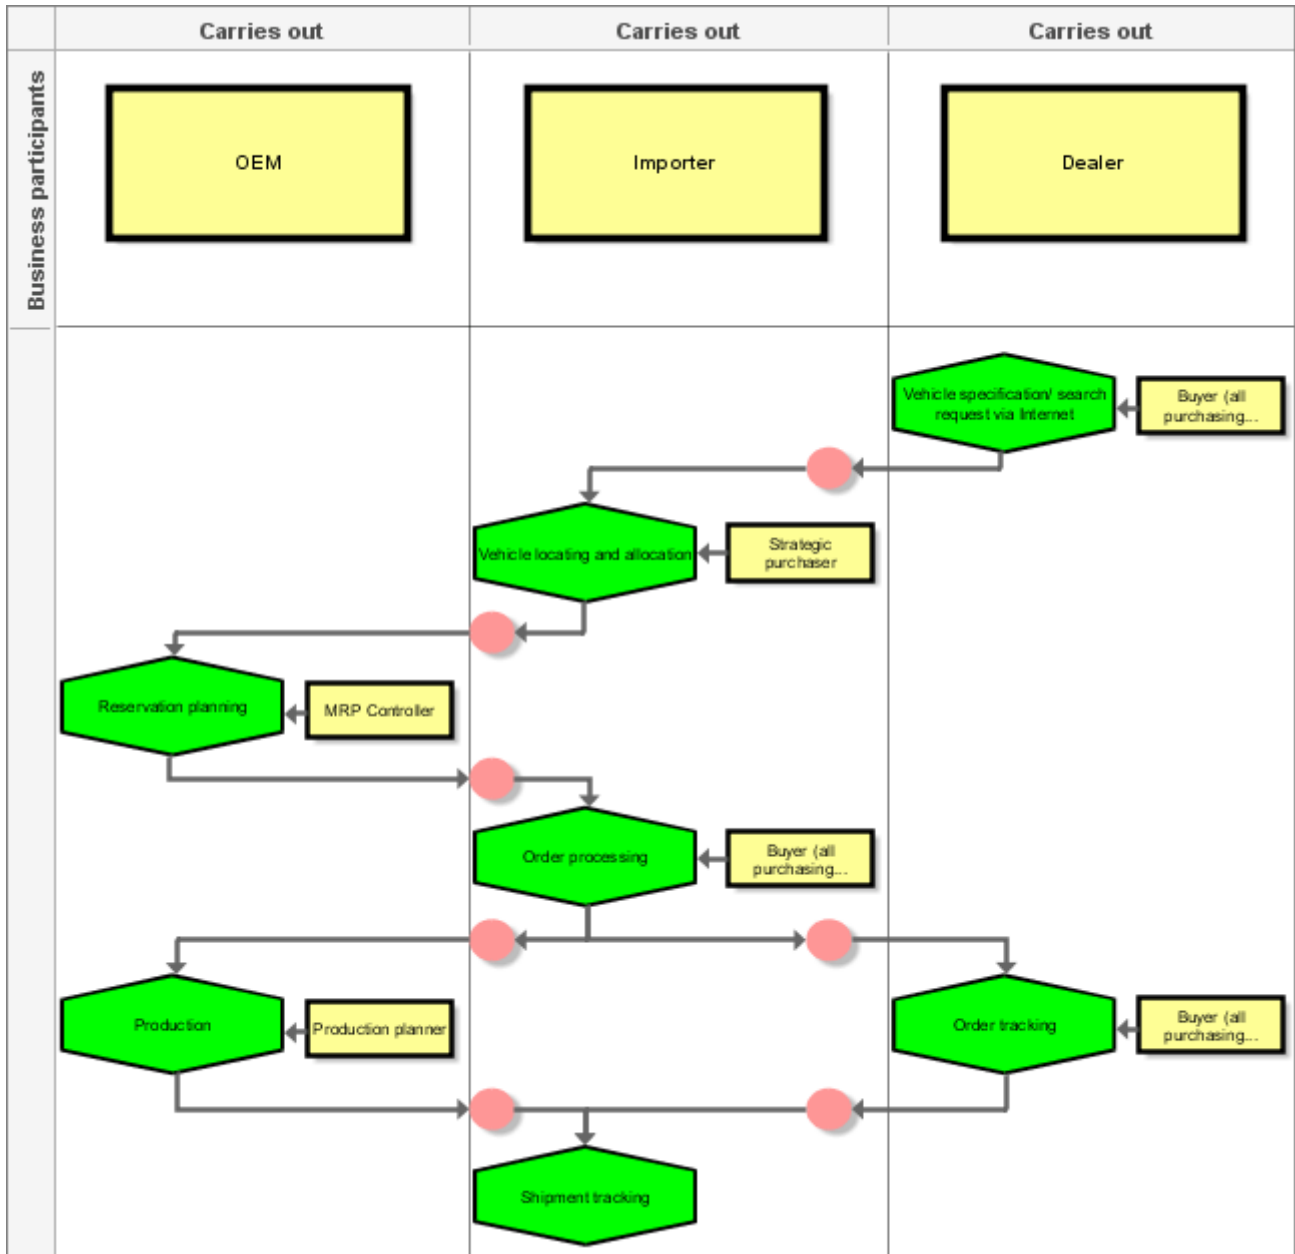 Carries out
Carries out
Carries out
Business participants
OEM
Importer
Dealer
Vehicle specification/ search
request via Internet
Buyer (all
purchasing...
Vehicle locating and allocation
Strategic
purchaser
Reservation planning
MRP Controller
Order processing
Buyer (all
purchasing...
Production
Production planner
Order tracking
Buyer (all
purchasing...
Shipment tracking